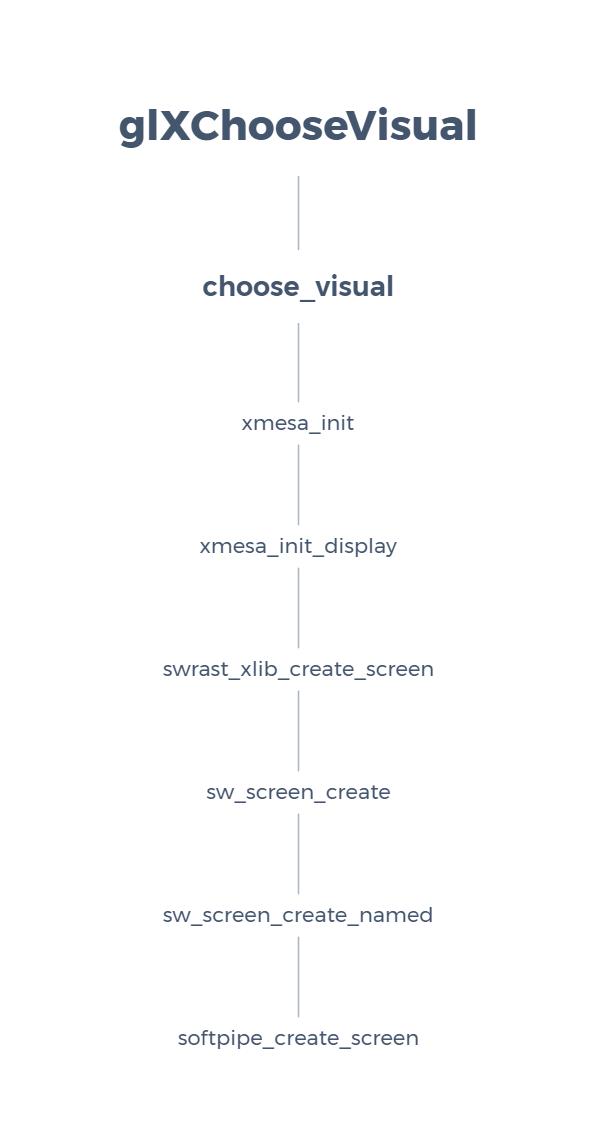 glXChooseVisual
choose_visual
xmesa_init
xmesa_init_display
swrast_xlib_create_screen
sw_screen_create
sw_screen_create_named
softpipe_create_screen